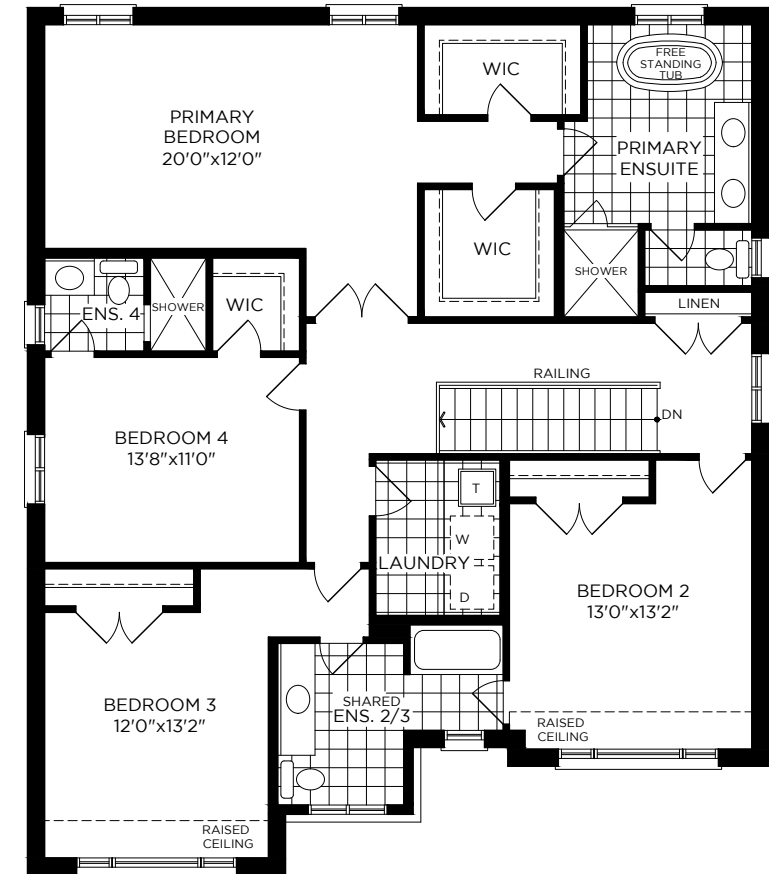 WIC
FREE
STANDING
TUB
PRIMARY
BEDROOM
20'0"x12'0"
PRIMARY
ENSUITE
WIC
SHOWER
ENS. 4
SHOWER
WIC
LINEN
RAILING
DN
BEDROOM 4
13'8"x11'0"
T
W
LAUNDRY
D
BEDROOM 2
13'0"x13'2"
BEDROOM 3
12'0"x13'2"
SHARED
ENS. 2/3
RAISED
CEILING
RAISED
CEILING